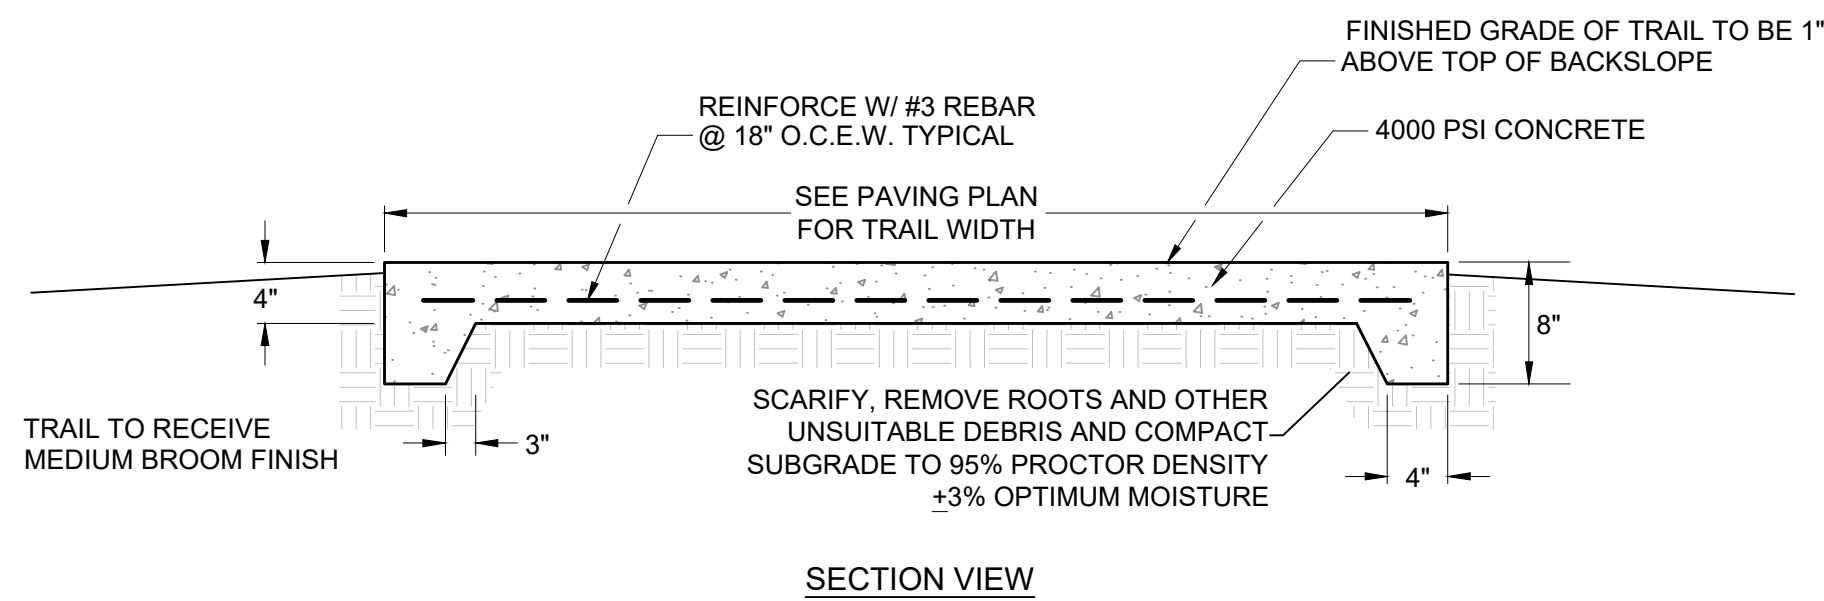 FINISHED GRADE OF TRAIL TO BE 1"
ABOVE TOP OF BACKSLOPE
REINFORCE W/ #3 REBAR
@ 18" O.C.E.W. TYPICAL
4000 PSI CONCRETE
SEE PAVING PLAN
FOR TRAIL WIDTH
4"
8"
TRAIL TO RECEIVE
MEDIUM BROOM FINISH
3"
SCARIFY, REMOVE ROOTS AND OTHER
UNSUITABLE DEBRIS AND COMPACT
SUBGRADE TO 95% PROCTOR DENSITY
±3% OPTIMUM MOISTURE
4"
SECTION VIEW